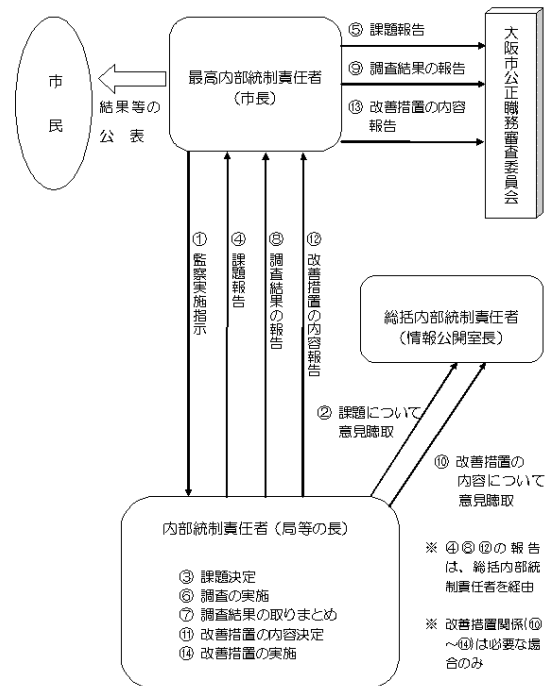 市民
結果等の
公　表
最高内部統制責任者
（市長）
⑤ 課題報告
⑨ 調査結果の報告
⑬ 改善措置の内容
報告
大阪市公正職務審査委員会
①監察実施指示
④課題報告
⑧調査結果の報告
⑫改善措置の内容報告
総括内部統制責任者
（情報公開室長）
② 課題について
意見聴取
⑩ 改善措置の
内容について
意見聴取
内部統制責任者（局等の長）
③ 課題決定
⑥ 調査の実施
⑦ 調査結果の取りまとめ
⑪ 改善措置の内容決定
⑭ 改善措置の実施
※ ④⑧⑫の報告
は、総括内部統
制責任者を経由
※ 改善措置関係(⑩
～⑭)は必要な場
合のみ